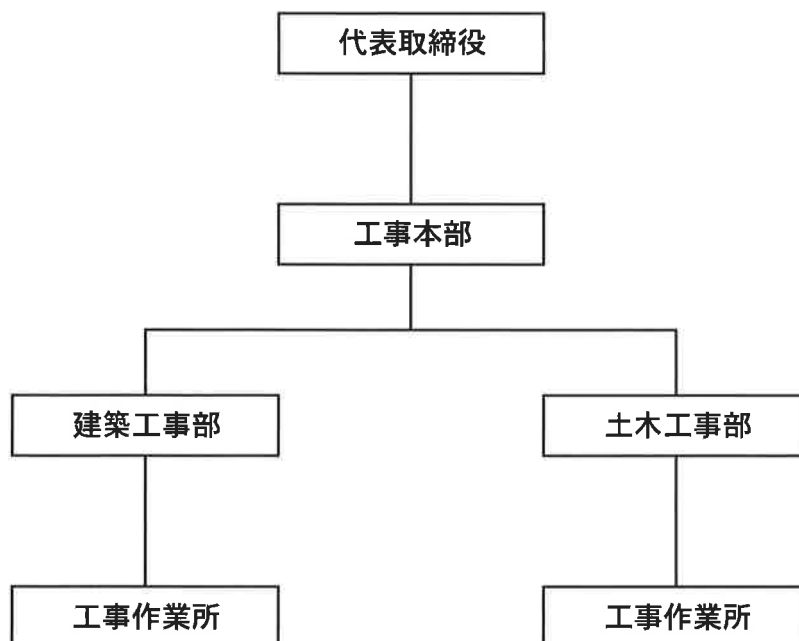 代表取締役
工事本部
建築工事部
土木工事部
工事作業所
工事作業所